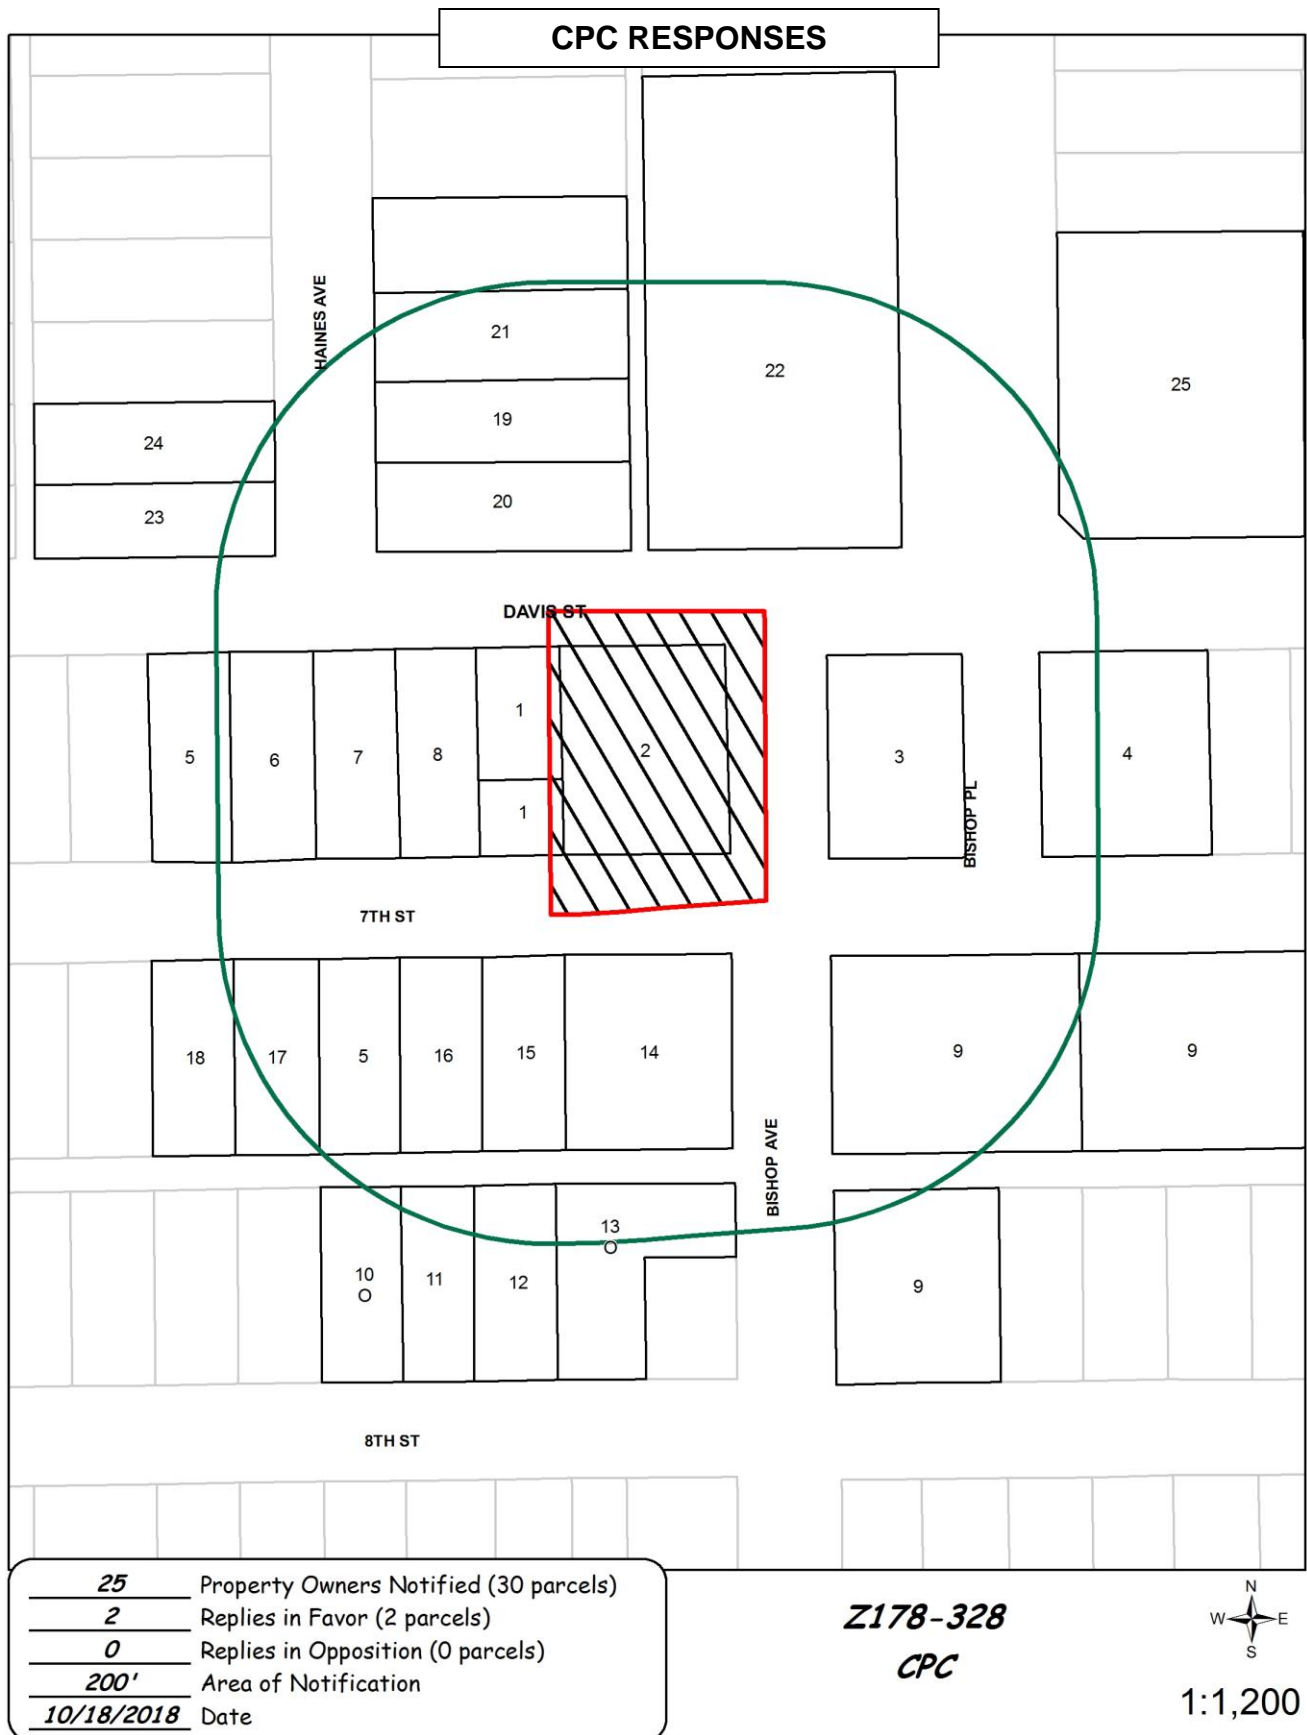 CPC RESPONSES
HAINES AVE
21
22
25
19
24
20
23
DAVIS ST
1
2
5
6
7
8
3
4
1
BISHOP PL
7TH ST
18
17
5
16
15
14
9
9
BISHOP AVE
13
O
10
O
11
12
9
8TH ST
25 Property Owners Notified (30 parcels)
2 Replies in Favor (2 parcels)
0 Replies in Opposition (0 parcels)
200' Area of Notification
10/18/2018 Date
Z178-328
CPC
N
W E
S
1:1,200